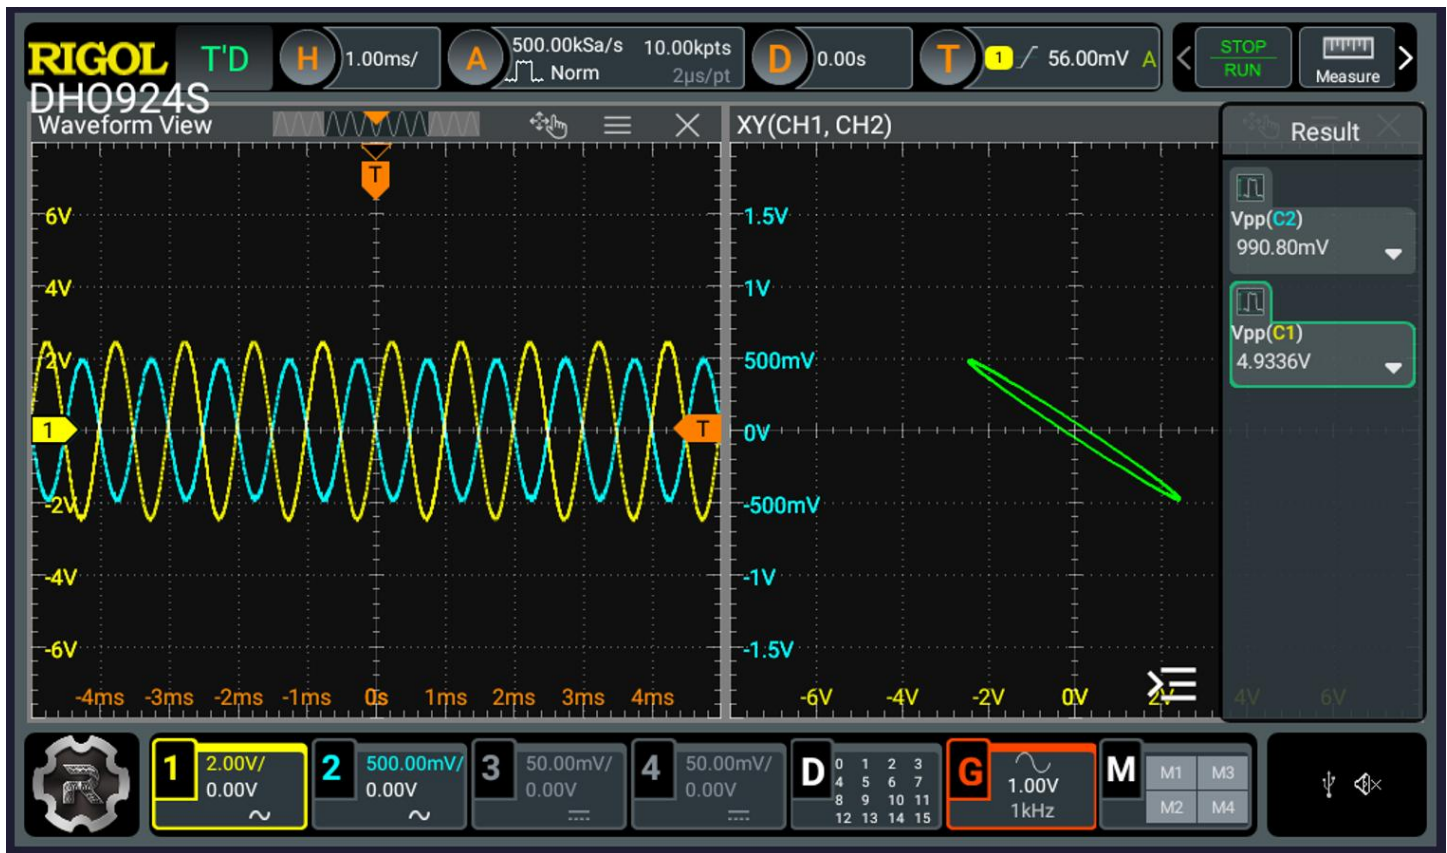 RIGOL
DHO924S
T'D
H 1.00ms/
A 500.00kSa/s 10.00kpts
Norm 2µs/pt
D 0.00s
T 1 56.00mV A
STOP
RUN
Measure
Waveform View
XY(CH1, CH2)
Result
T
6V
4V
2V
1
T
-2V
-4V
-6V
-4ms -3ms -2ms -1ms 0s 1ms 2ms 3ms 4ms
1.5V
1V
500mV
0V
-500mV
-1V
-1.5V
-6V -4V -2V 0V 2V 4V 6V
Vpp(C2)
990.80mV
Vpp(C1)
4.9336V
R
1 2.00V/
0.00V
2 500.00mV/
0.00V
3 50.00mV/
0.00V
4 50.00mV/
0.00V
D 0 1 2 3
4 5 6 7
8 9 10 11
12 13 14 15
G 1.00V
1kHz
M M1 M3
M2 M4